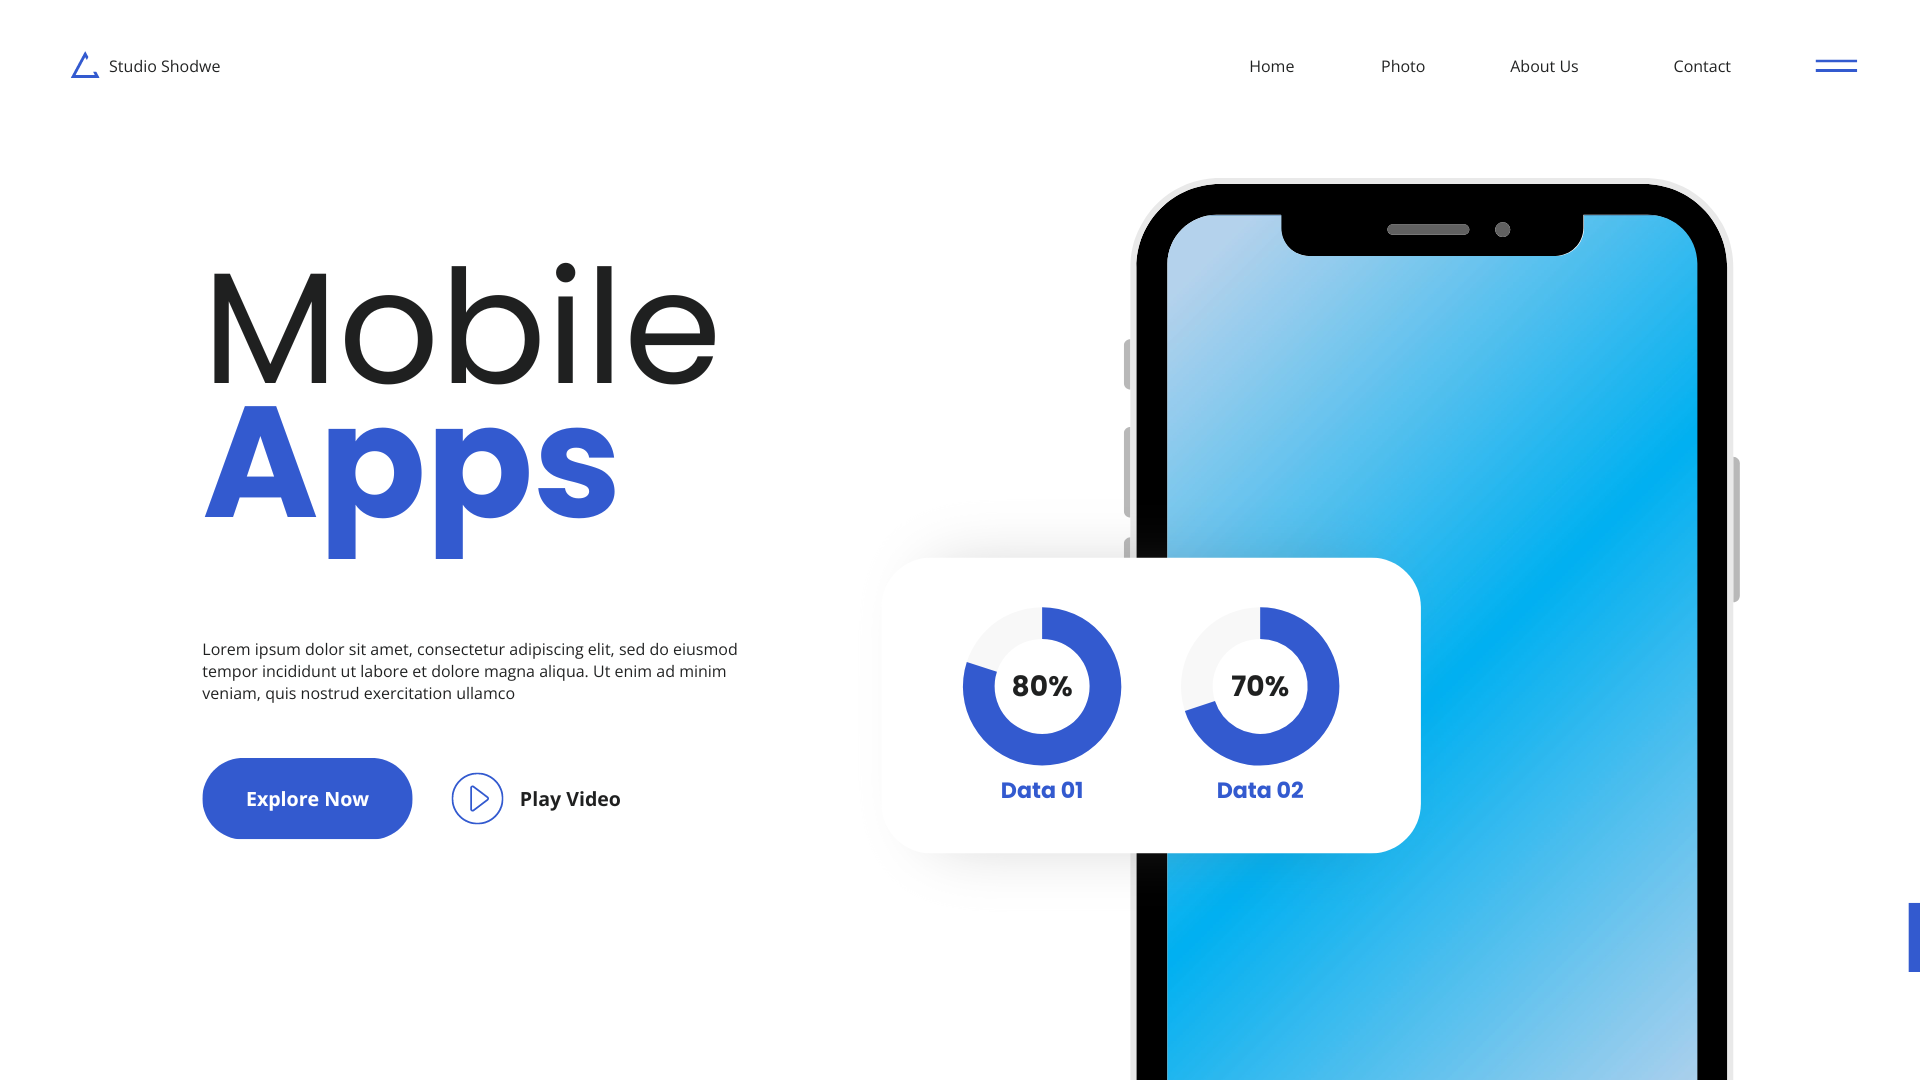 Studio Shodwe
Home
Photo
About Us
Contact
Mobile
Apps
Lorem ipsum dolor sit amet, consectetur adipiscing elit, sed do eiusmod
tempor incididunt ut labore et dolore magna aliqua. Ut enim ad minim
veniam, quis nostrud exercitation ullamco
Explore Now
Play Video
80%
70%
Data 01
Data 02